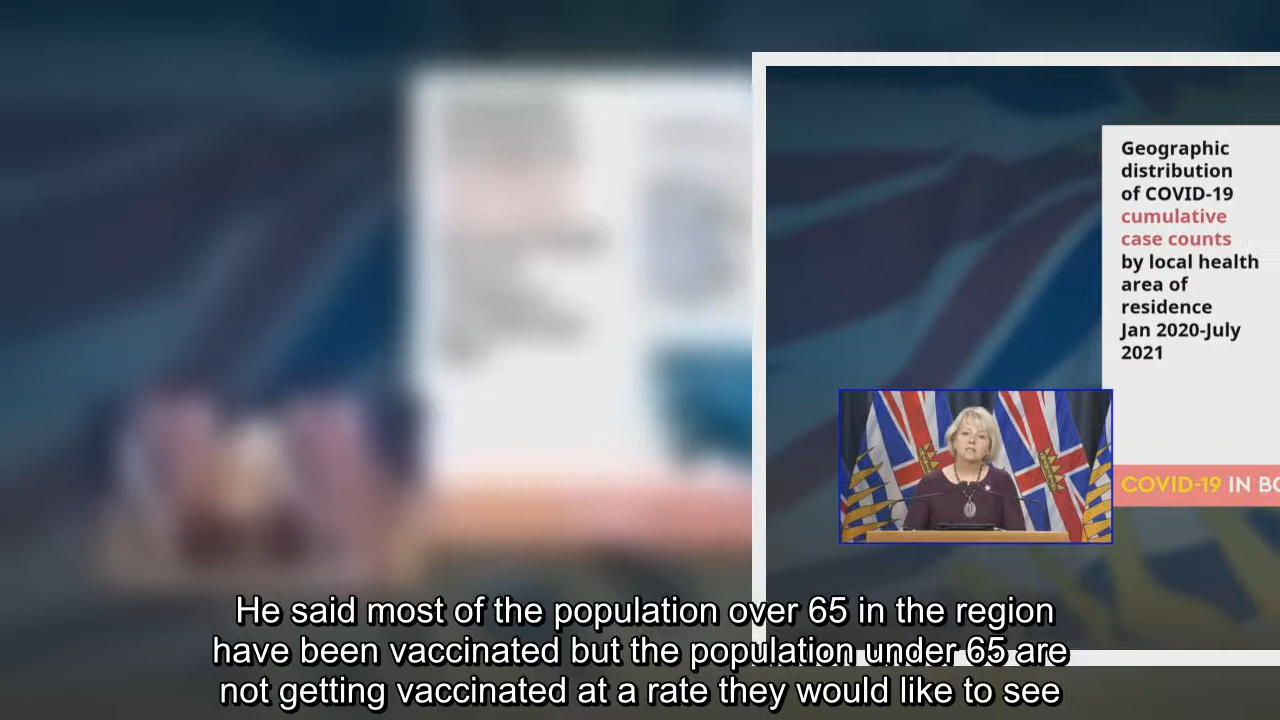 Geographic
distribution
of COVID-19
cumulative
case counts
by local health
area of
residence
Jan 2020-July
2021
COVID-19 IN BC
He said most of the population over 65 in the region
have been vaccinated but the population under 65 are
not getting vaccinated at a rate they would like to see